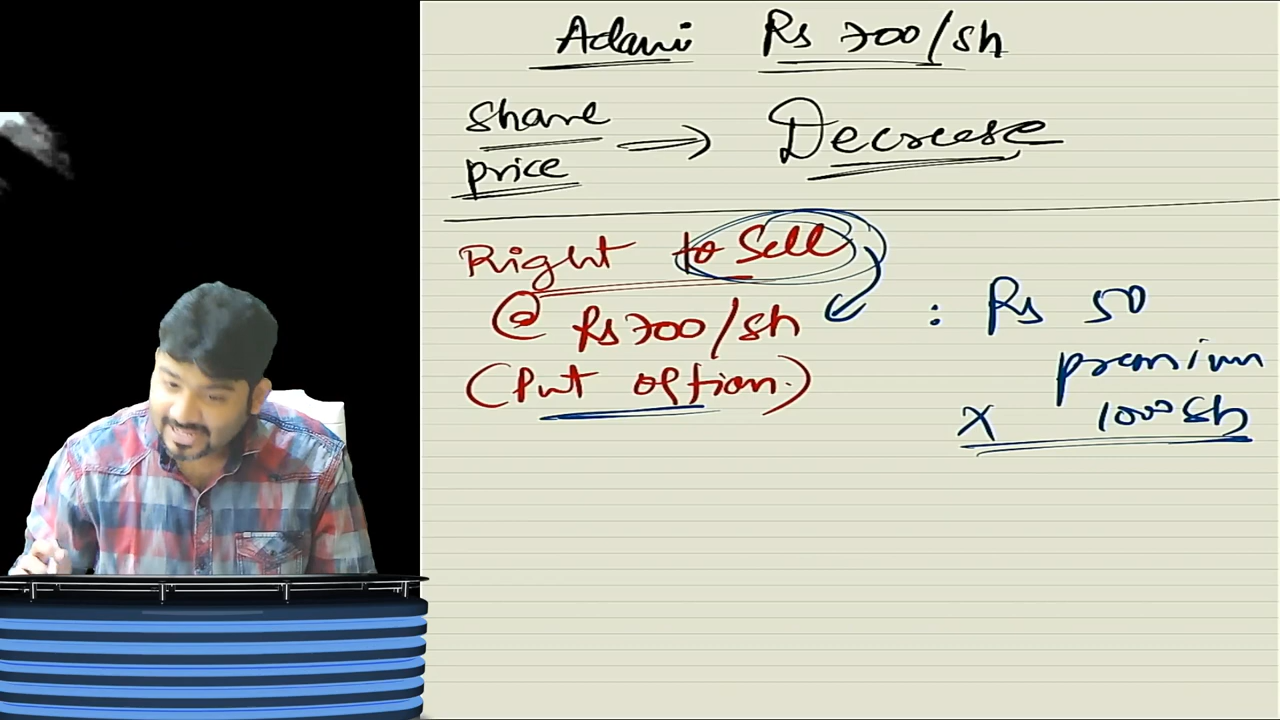 Adani Rs 700/sh
Share
price ⇒ Decrease
Right to Sell
@ Rs 700/sh : Rs 50
premium
(Put option.)
X 1000 sh